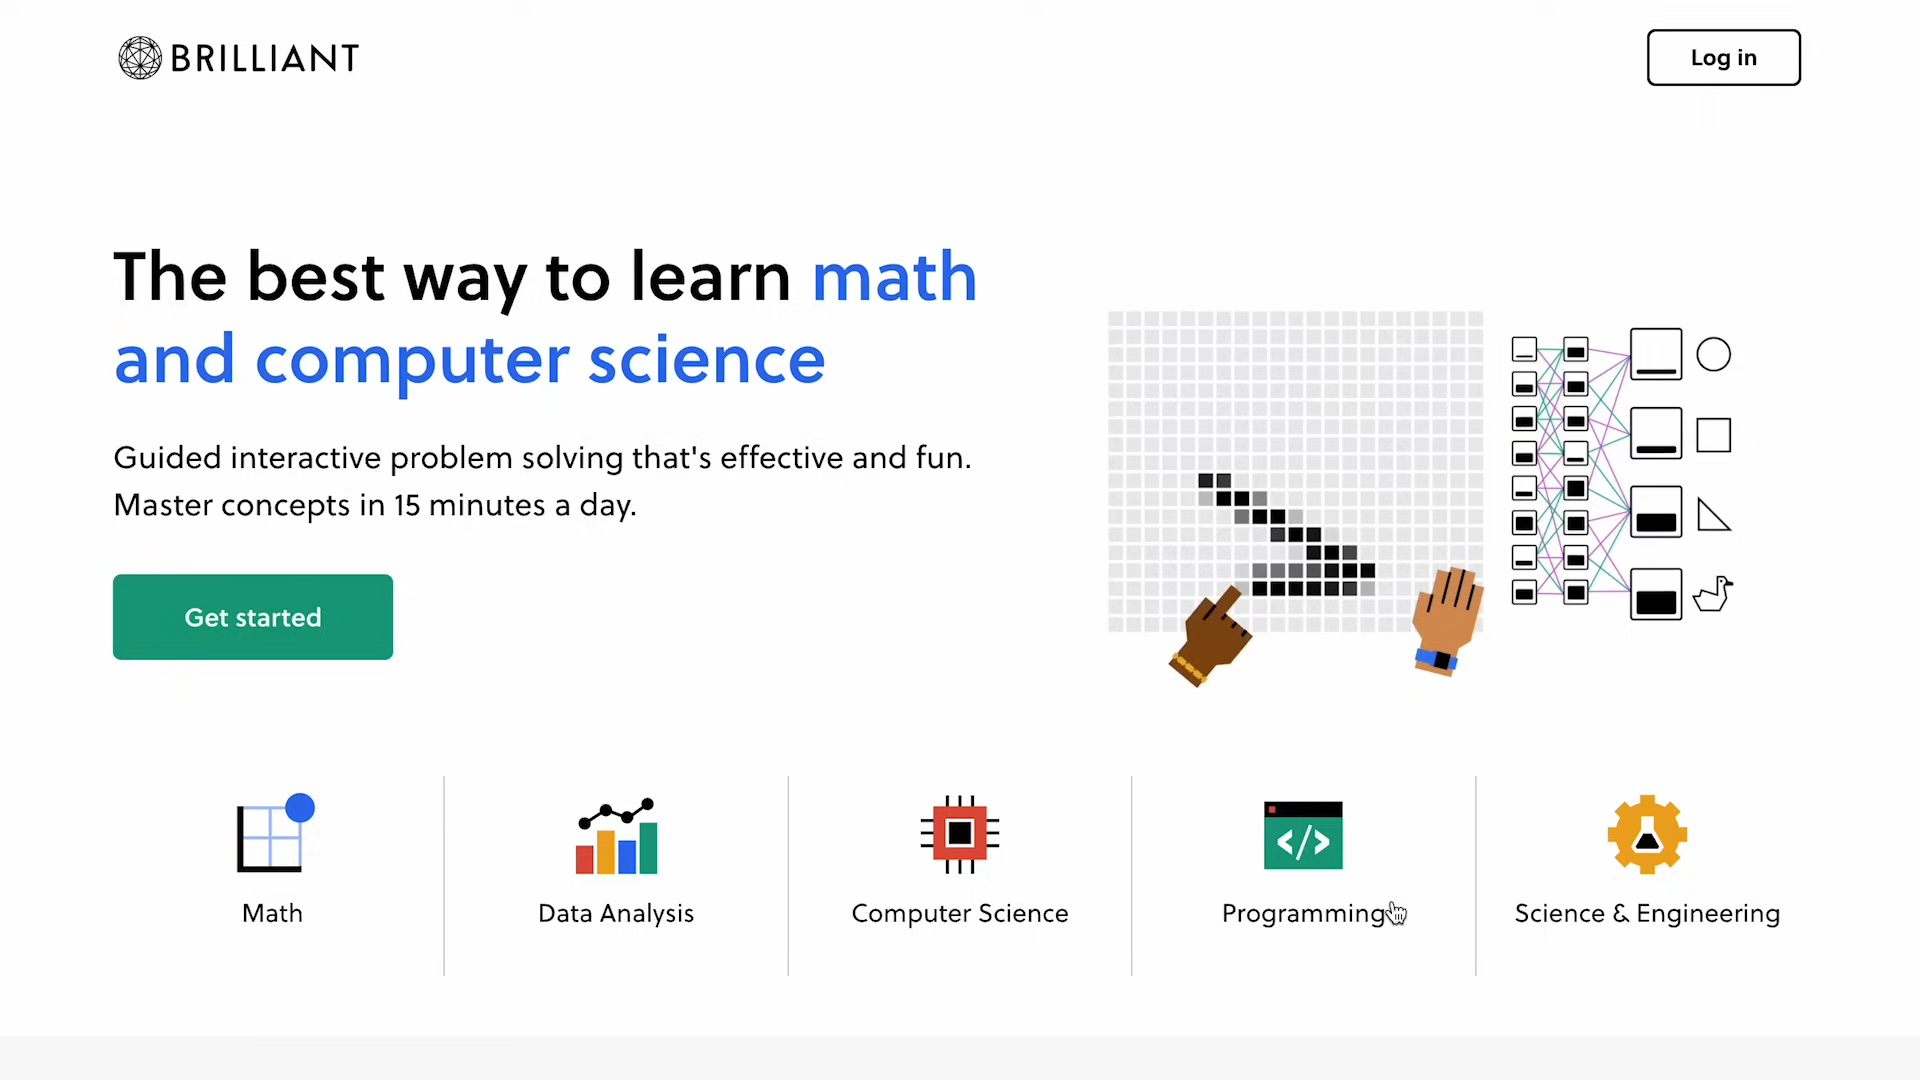 BRILLIANT
Log in
The best way to learn math
and computer science
Guided interactive problem solving that's effective and fun.
Master concepts in 15 minutes a day.
Get started
</>
Math
Data Analysis
Computer Science
Programming
Science & Engineering